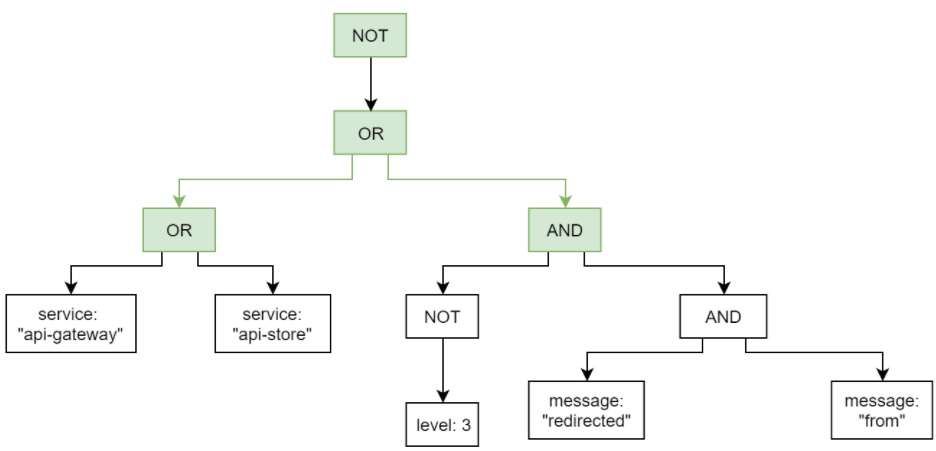 NOT
OR
OR
AND
service:
"api-gateway"
service:
"api-store"
NOT
AND
level: 3
message:
"redirected"
message:
"from"